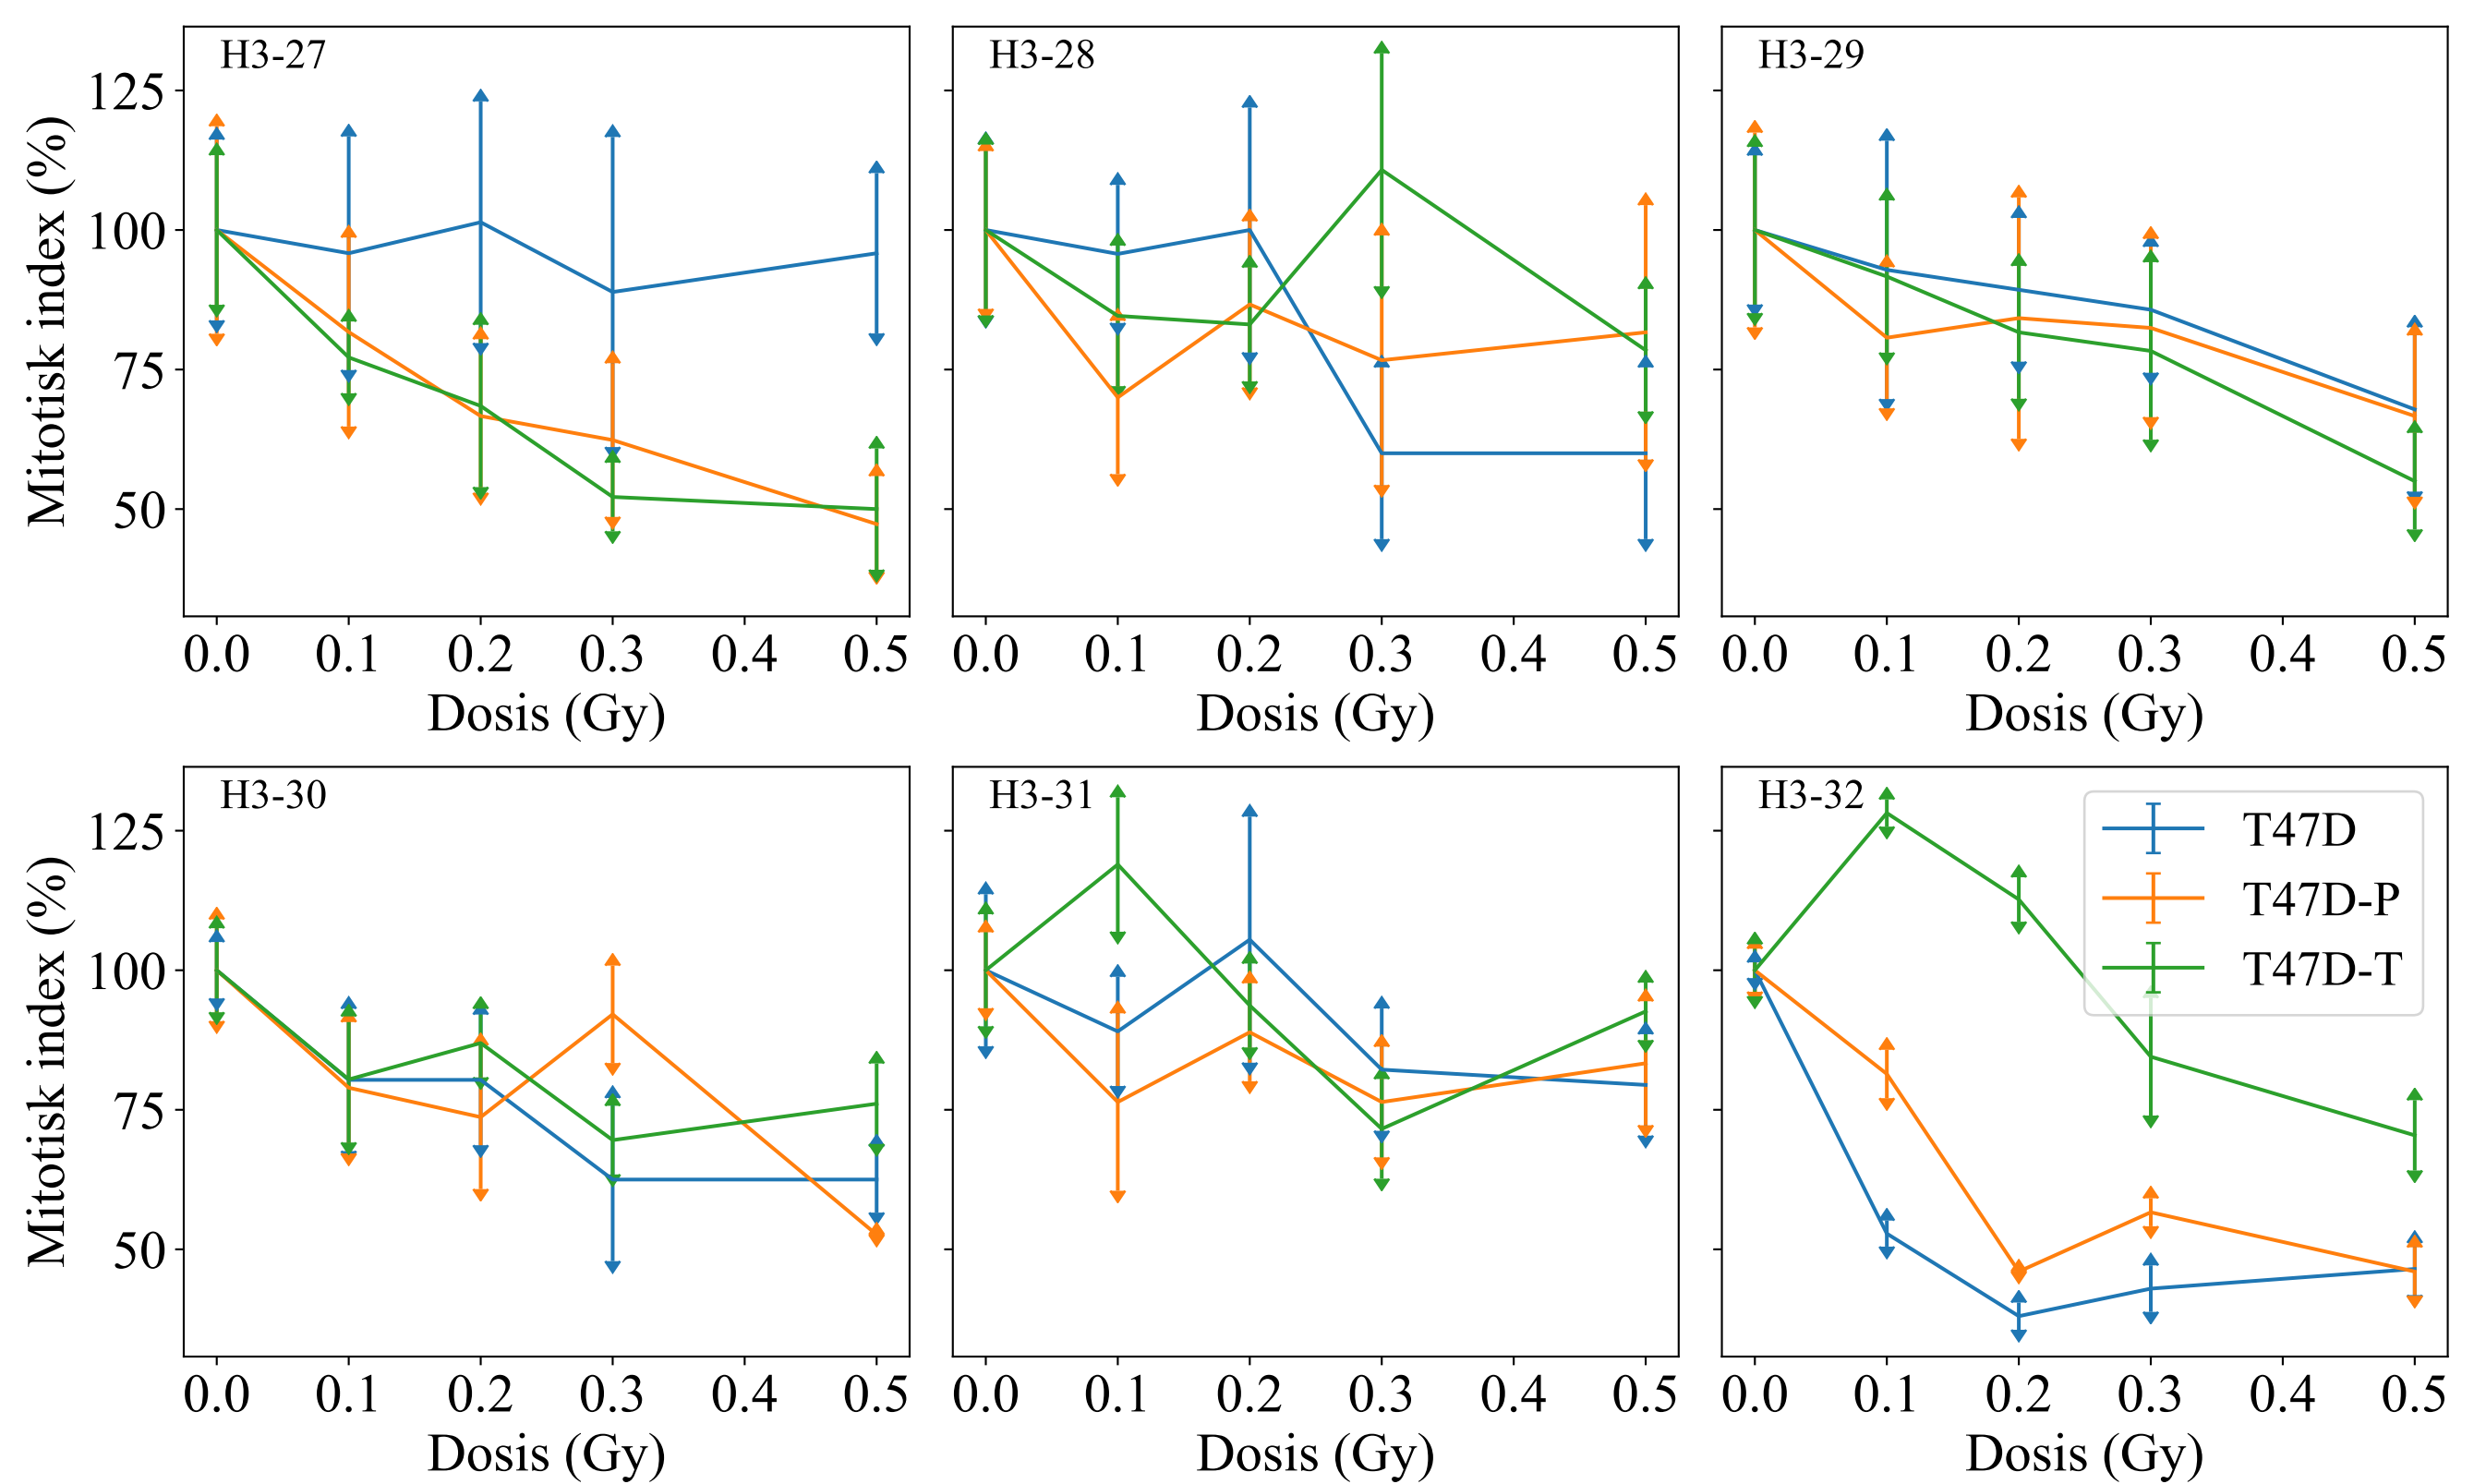 H3-27
H3-28
H3-29
Mitotisk index (%)
125
100
75
50
0.0 0.1 0.2 0.3 0.4 0.5
0.0 0.1 0.2 0.3 0.4 0.5
0.0 0.1 0.2 0.3 0.4 0.5
Dosis (Gy)
Dosis (Gy)
Dosis (Gy)
H3-30
H3-31
H3-32
T47D
T47D-P
T47D-T
Mitotisk index (%)
125
100
75
50
0.0 0.1 0.2 0.3 0.4 0.5
0.0 0.1 0.2 0.3 0.4 0.5
0.0 0.1 0.2 0.3 0.4 0.5
Dosis (Gy)
Dosis (Gy)
Dosis (Gy)